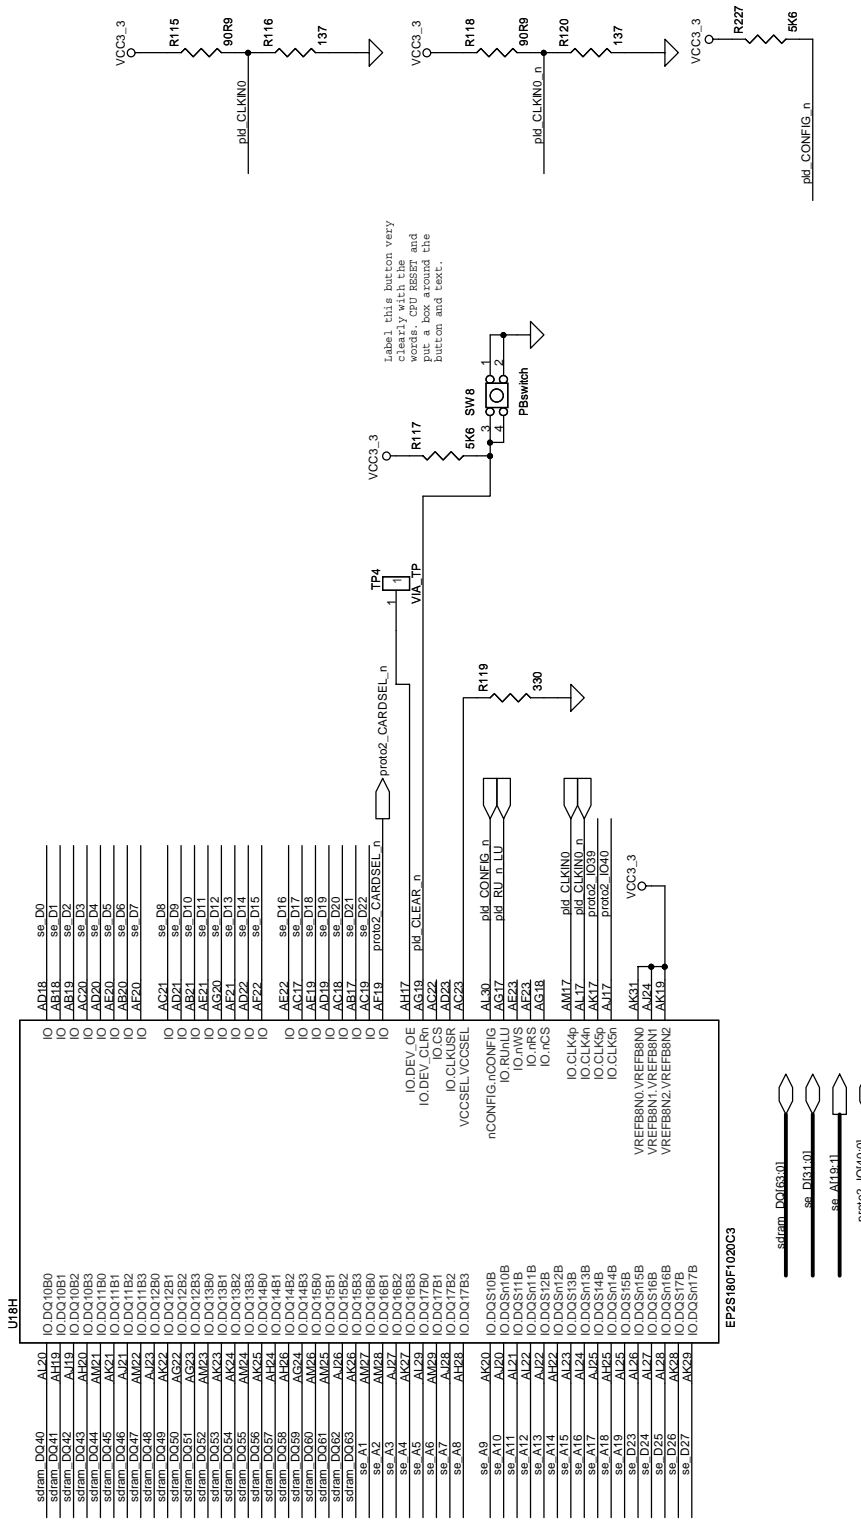 U18H
sdram_DQ40 AL20 IO.DQ10B0
sdram_DQ41 AH19 IO.DQ10B1
sdram_DQ42 AJ19 IO.DQ10B2
sdram_DQ43 AH20 IO.DQ10B3
sdram_DQ44 AM21 IO.DQ11B0
sdram_DQ45 AK21 IO.DQ11B1
sdram_DQ46 AJ21 IO.DQ11B2
sdram_DQ47 AM22 IO.DQ11B3
sdram_DQ48 AJ23 IO.DQ12B0
sdram_DQ49 AK22 IO.DQ12B1
sdram_DQ50 AG22 IO.DQ12B2
sdram_DQ51 AG23 IO.DQ12B3
sdram_DQ52 AM23 IO.DQ13B0
sdram_DQ53 AK23 IO.DQ13B1
sdram_DQ54 AK24 IO.DQ13B2
sdram_DQ55 AM24 IO.DQ13B3
sdram_DQ56 AK25 IO.DQ14B0
sdram_DQ57 AH24 IO.DQ14B1
sdram_DQ58 AH26 IO.DQ14B2
sdram_DQ59 AG24 IO.DQ14B3
sdram_DQ60 AM26 IO.DQ15B0
sdram_DQ61 AM25 IO.DQ15B1
sdram_DQ62 AJ26 IO.DQ15B2
sdram_DQ63 AK26 IO.DQ15B3
se_A1 AM27 IO.DQ16B0
se_A2 AM28 IO.DQ16B1
se_A3 AJ27 IO.DQ16B2
se_A4 AK27 IO.DQ16B3
se_A5 AL29 IO.DQ17B0
se_A6 AM29 IO.DQ17B1
se_A7 AJ28 IO.DQ17B2
se_A8 AH28 IO.DQ17B3
se_A9 AK20 IO.DQS10B
se_A10 AJ20 IO.DQSn10B
se_A11 AL21 IO.DQS11B
se_A12 AL22 IO.DQSn11B
se_A13 AJ22 IO.DQS12B
se_A14 AH22 IO.DQSn12B
se_A15 AL23 IO.DQS13B
se_A16 AL24 IO.DQSn13B
se_A17 AJ25 IO.DQS14B
se_A18 AH25 IO.DQSn14B
se_A19 AL25 IO.DQS15B
se_D23 AL26 IO.DQSn15B
se_D24 AL27 IO.DQS16B
se_D25 AL28 IO.DQSn16B
se_D26 AK28 IO.DQS17B
se_D27 AK29 IO.DQSn17B
EP2S180F1020C3
IO AD18 se_D0
IO AB18 se_D1
IO AB19 se_D2
IO AC20 se_D3
IO AD20 se_D4
IO AE20 se_D5
IO AB20 se_D6
IO AF20 se_D7
IO AC21 se_D8
IO AD21 se_D9
IO AB21 se_D10
IO AE21 se_D11
IO AG20 se_D12
IO AF21 se_D13
IO AD22 se_D14
IO AF22 se_D15
IO AE22 se_D16
IO AC17 se_D17
IO AE19 se_D18
IO AD19 se_D19
IO AC18 se_D20
IO AB17 se_D21
IO AC19 se_D22
IO AF19 proto2_CARDSEL_n
proto2_CARDSEL_n
IO.DEV_OE AH17
IO.DEV_CLRn AG19 pld_CLEAR_n
IO.CS AC22
IO.CLKUSR AD23
VCCSEL.VCCSEL AC23
nCONFIG.nCONFIG AL30 pld_CONFIG_n
IO.RUnLU AG17 pld_RU_n_LU
IO.nWS AE23
IO.nRS AF23
IO.nCS AG18
IO.CLK4p AM17 pld_CLKIN0
IO.CLK4n AL17 pld_CLKIN0_n
IO.CLK5p AK17 proto2_IO39
IO.CLK5n AJ17 proto2_IO40
VREFB8N0.VREFB8N0 AK31
VREFB8N1.VREFB8N1 AJ24
VREFB8N2.VREFB8N2 AK19
VCC3_3
TP4
1
1
VIA_TP
R119
330
VCC3_3
R117
5K6
SW8
3
4
1
2
PBswitch
Label this button very
clearly with the
words. CPU RESET and
put a box around the
button and text.
VCC3_3
R115
90R9
R116
137
pld_CLKIN0
VCC3_3
R118
90R9
R120
137
pld_CLKIN0_n
VCC3_3
R227
5K6
pld_CONFIG_n
sdram_DQ[63:0]
se_D[31:0]
se_A[19:1]
proto2_IO[40:0]